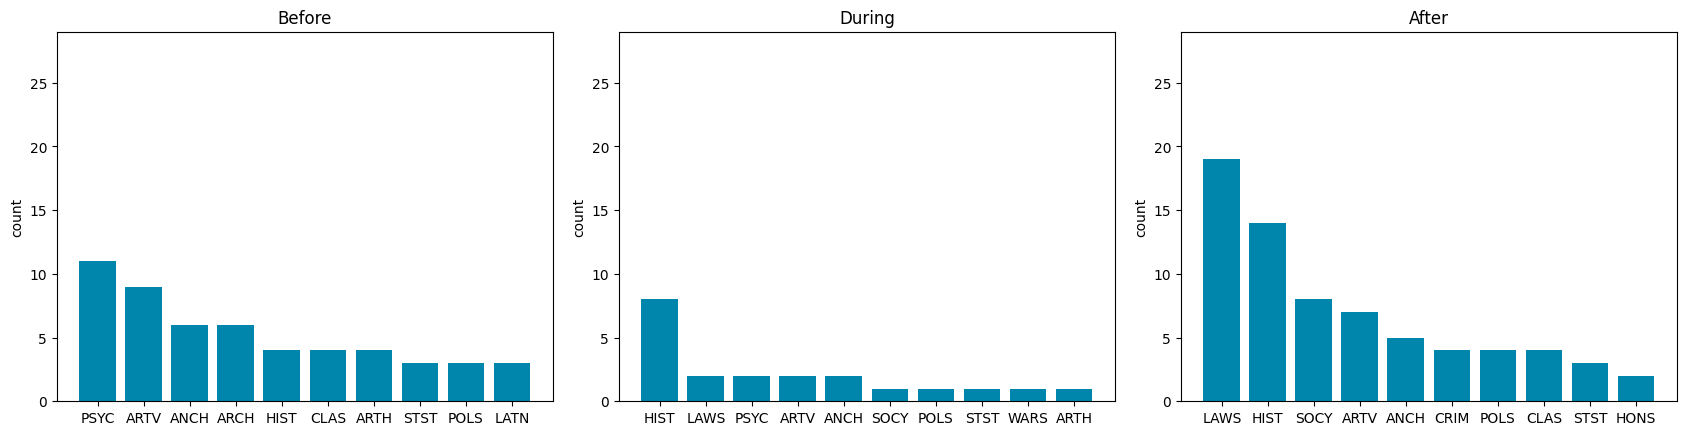 Before
During
After
25
20
15
10
5
0
count
PSYC ARTV ANCH ARCH HIST CLAS ARTH STST POLS LATN
25
20
15
10
5
0
count
HIST LAWS PSYC ARTV ANCH SOCY POLS STST WARS ARTH
25
20
15
10
5
0
count
LAWS HIST SOCY ARTV ANCH CRIM POLS CLAS STST HONS